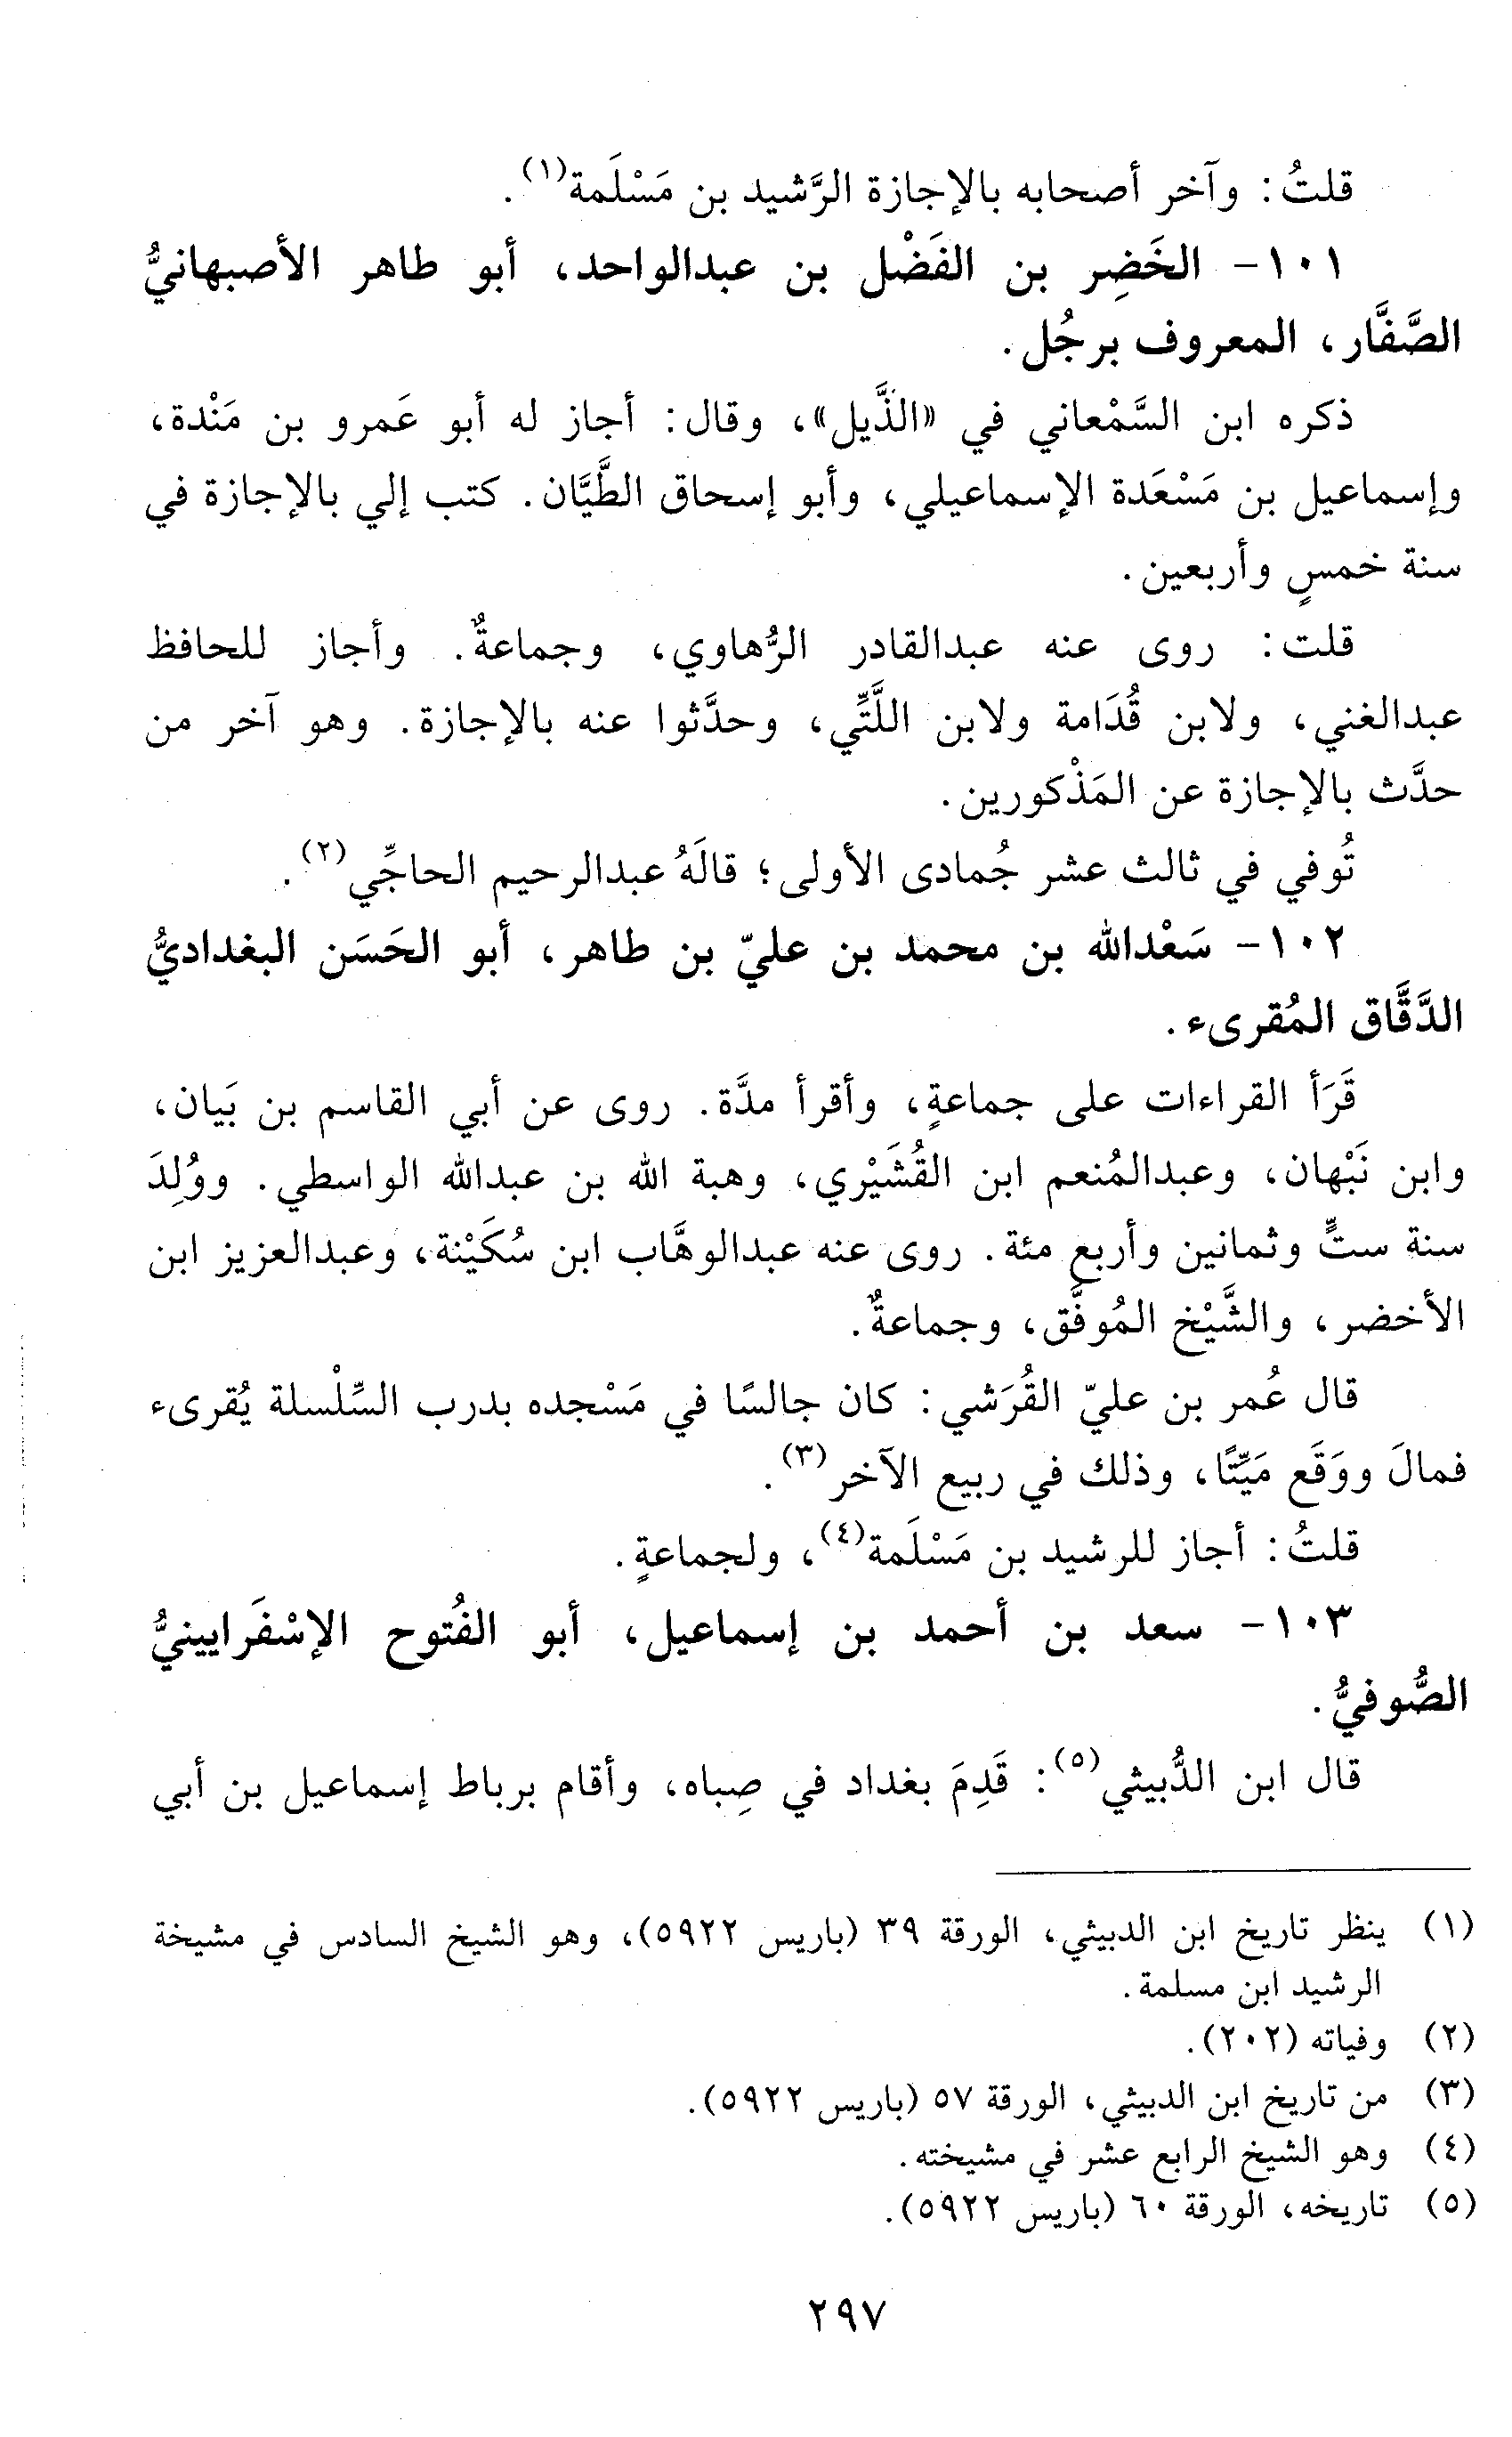 قلتُ: وآخر أصحابه بالإجازة الرَّشيد بن مَسْلَمة(١).
١٠١- الخَضِر بن الفَضْل بن عبدالواحد، أبو طاهر الأصبهانيُّ
الصَّفَّار، المعروف برجُل.
ذكره ابن السَّمْعاني في «الذَّيل»، وقال: أجاز له أبو عَمرو بن مَنْدة،
وإسماعيل بن مَسْعَدة الإسماعيلي، وأبو إسحاق الطَّيَّان. كتب إلي بالإجازة في
سنة خمسٍ وأربعين.
قلت: روى عنه عبدالقادر الرُّهاوي، وجماعةٌ. وأجاز للحافظ
عبدالغني، ولابن قُدَامة ولابن اللَّتِّي، وحدَّثوا عنه بالإجازة. وهو آخر من
حدَّث بالإجازة عن المَذْكورين.
تُوفي في ثالث عشر جُمادى الأولى؛ قالَهُ عبدالرحيم الحاجِّي(٢).
١٠٢- سَعْدالله بن محمد بن عليّ بن طاهر، أبو الحَسَن البغداديُّ
الدَّقَّاق المُقرىء.
قَرَأ القراءات على جماعةٍ، وأقرأ مدَّة. روى عن أبي القاسم بن بَيان،
وابن نَبْهان، وعبدالمُنعم ابن القُشَيْري، وهبة الله بن عبدالله الواسطي. ووُلِدَ
سنة ستٍّ وثمانين وأربع مئة. روى عنه عبدالوهَّاب ابن سُكَيْنة، وعبدالعزيز ابن
الأخضر، والشَّيْخ المُوفَّق، وجماعةٌ.
قال عُمر بن عليّ القُرَشي: كان جالسًا في مَسْجده بدرب السِّلْسلة يُقرىء
فمالَ ووَقَع مَيِّتًا، وذلك في ربيع الآخر(٣).
قلتُ: أجاز للرشيد بن مَسْلَمة(٤)، ولجماعةٍ.
١٠٣- سعد بن أحمد بن إسماعيل، أبو الفُتوح الإسْفَرايينيُّ
الصُّوفيُّ.
قال ابن الدُّبيثي(٥): قَدِمَ بغداد في صِباه، وأقام برباط إسماعيل بن أبي
(١) ينظر تاريخ ابن الدبيثي، الورقة ٣٩ (باريس ٥٩٢٢)، وهو الشيخ السادس في مشيخة
الرشيد ابن مسلمة.
(٢) وفياته (٢٠٢).
(٣) من تاريخ ابن الدبيثي، الورقة ٥٧ (باريس ٥٩٢٢).
(٤) وهو الشيخ الرابع عشر في مشيخته.
(٥) تاريخه، الورقة ٦٠ (باريس ٥٩٢٢).
٢٩٧